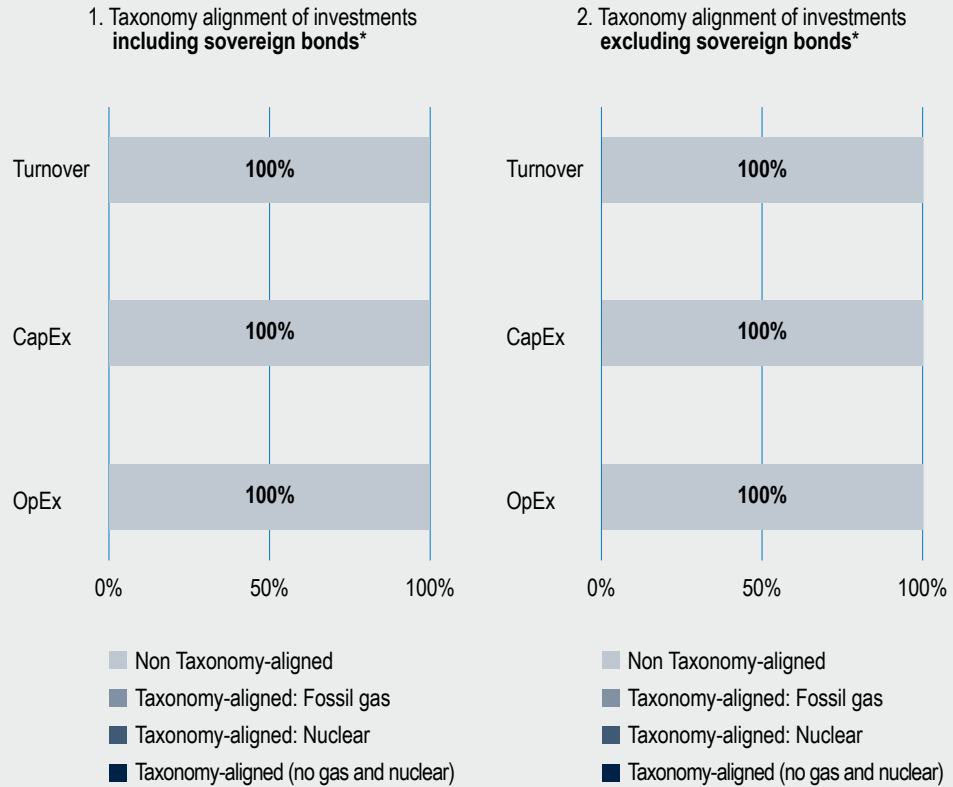 1. Taxonomy alignment of investments
including sovereign bonds*
Turnover
100%
CapEx
100%
OpEx
100%
0%
50%
100%
Non Taxonomy-aligned
Taxonomy-aligned: Fossil gas
Taxonomy-aligned: Nuclear
Taxonomy-aligned (no gas and nuclear)
2. Taxonomy alignment of investments
excluding sovereign bonds*
Turnover
100%
CapEx
100%
OpEx
100%
0%
50%
100%
Non Taxonomy-aligned
Taxonomy-aligned: Fossil gas
Taxonomy-aligned: Nuclear
Taxonomy-aligned (no gas and nuclear)